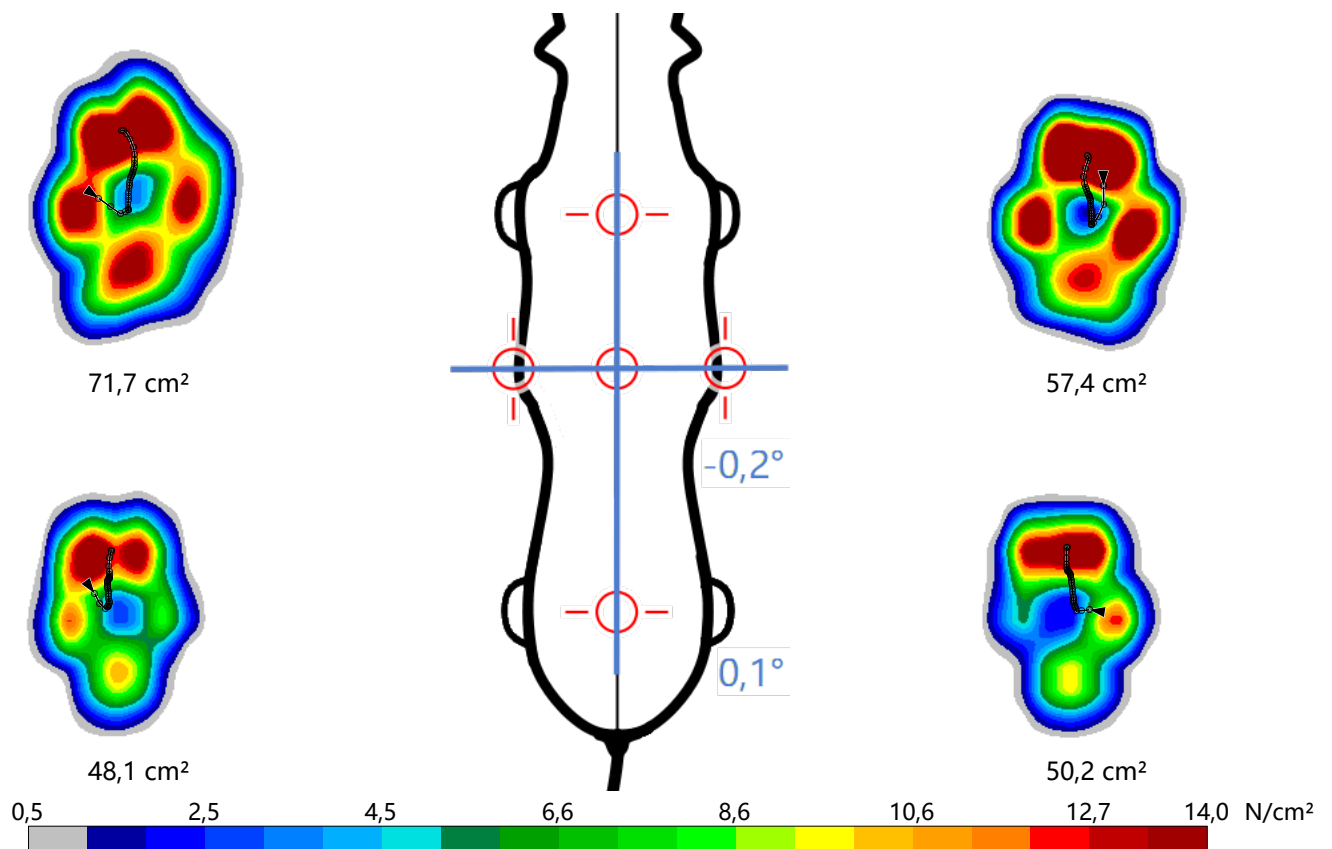 71,7 cm²
57,4 cm²
-0,2°
0,1°
48,1 cm²
50,2 cm²
0,5 2,5 4,5 6,6 8,6 10,6 12,7 14,0 N/cm²